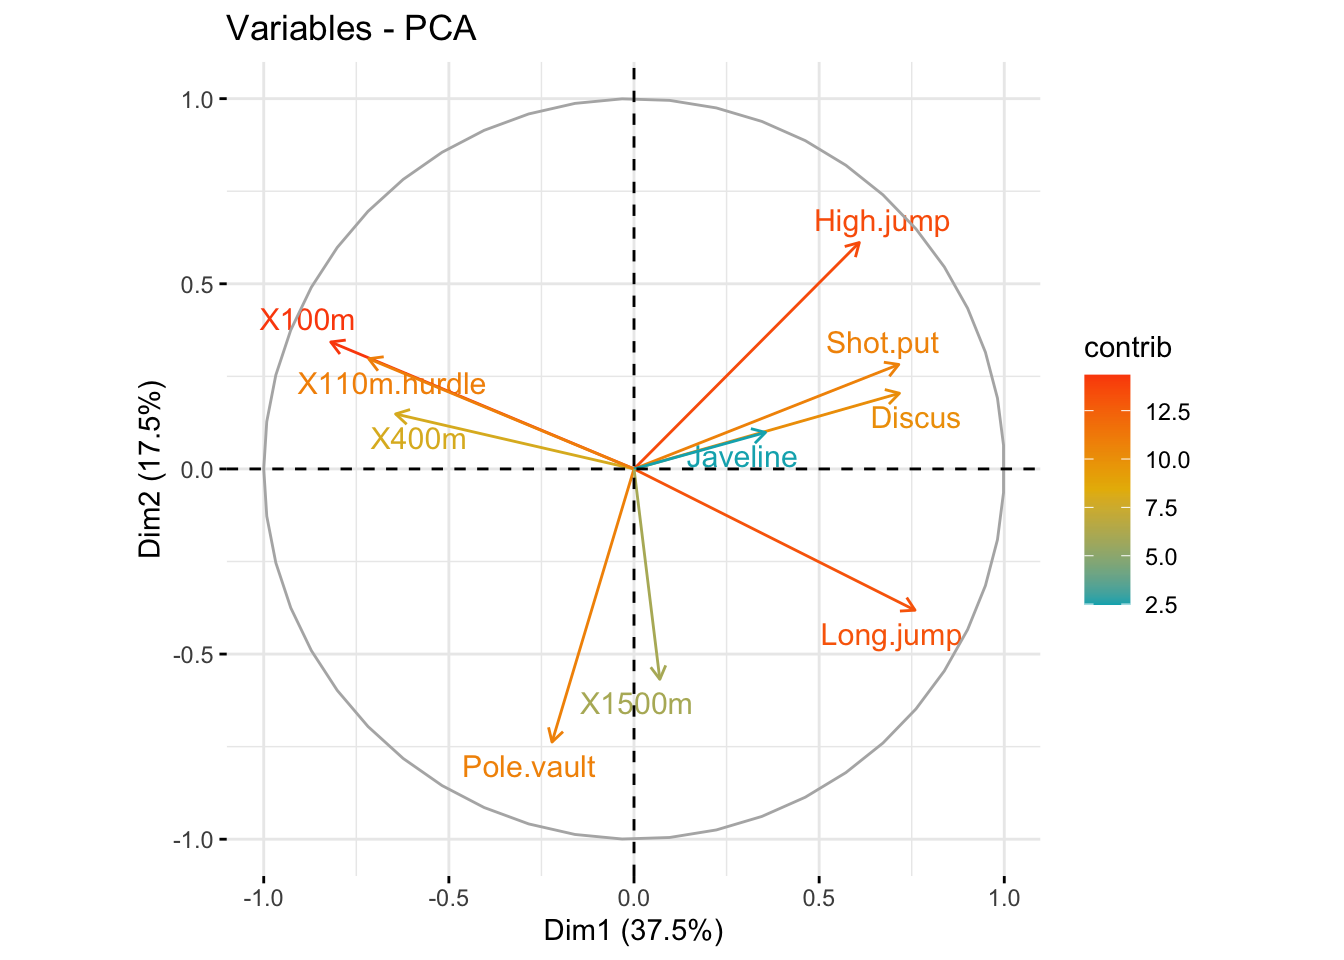 Variables - PCA
1.0
0.5
0.0
-0.5
-1.0
Dim2 (17.5%)
High.jump
X100m
Shot.put
X110m.hurdle
Discus
X400m
Javeline
Long.jump
X1500m
Pole.vault
-1.0
-0.5
0.0
0.5
1.0
Dim1 (37.5%)
contrib
12.5
10.0
7.5
5.0
2.5